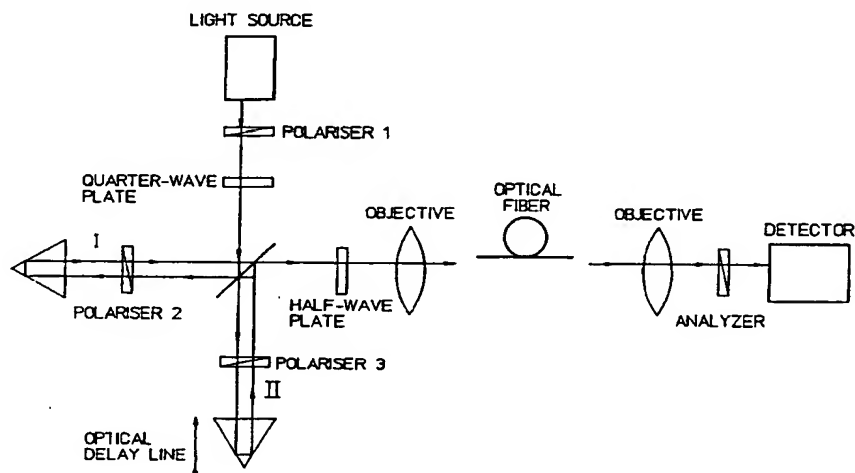 LIGHT SOURCE
POLARISER 1
QUARTER-WAVE
PLATE
OBJECTIVE
OPTICAL
FIBER
OBJECTIVE
DETECTOR
I
POLARISER 2
HALF-WAVE
PLATE
ANALYZER
POLARISER 3
II
OPTICAL
DELAY LINE